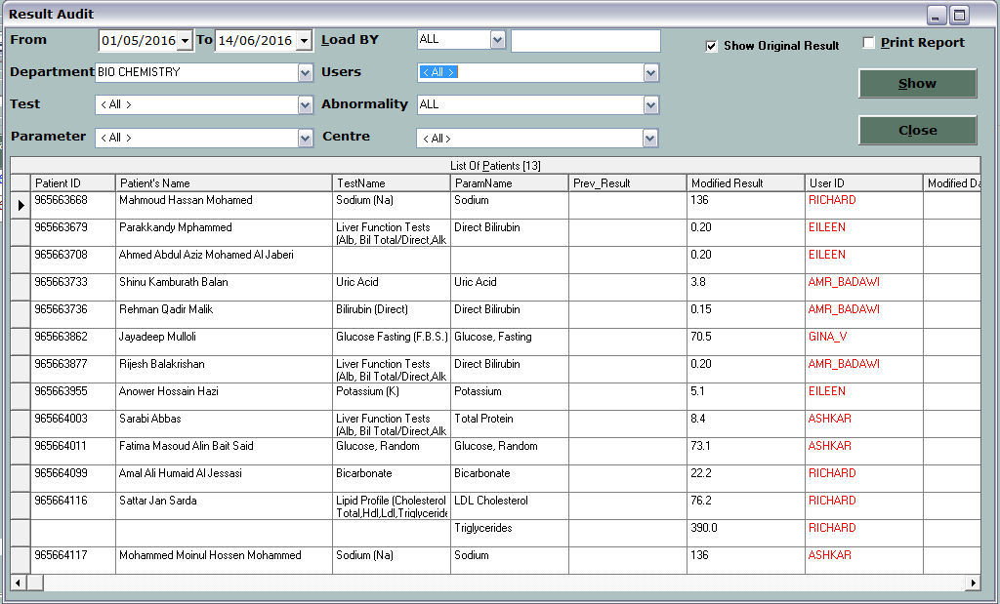 Result Audit
From 01/05/2016 To 14/06/2016 Load BY ALL Show Original Result Print Report
Department BIO CHEMISTRY Users < All > Show
Test < All > Abnormality ALL
Parameter < All > Centre < All > Close
List Of Patients [13]
Patient ID Patient's Name TestName ParamName Prev_Result Modified Result User ID Modified Da
965663668 Mahmoud Hassan Mohamed Sodium (Na) Sodium 136 RICHARD
965663679 Parakkandy Mphammed Liver Function Tests Direct Bilirubin 0.20 EILEEN
(Alb, Bil Total/Direct,Alk
965663708 Ahmed Abdul Aziz Mohamed Al Jaberi 0.20 EILEEN
965663733 Shinu Kamburath Balan Uric Acid Uric Acid 3.8 AMR_BADAWI
965663736 Rehman Qadir Malik Bilirubin (Direct) Direct Bilirubin 0.15 AMR_BADAWI
965663862 Jayadeep Mulloli Glucose Fasting (F.B.S.) Glucose, Fasting 70.5 GINA_V
965663877 Rijesh Balakrishan Liver Function Tests Direct Bilirubin 0.20 AMR_BADAWI
(Alb, Bil Total/Direct,Alk
965663955 Anower Hossain Hazi Potassium (K) Potassium 5.1 EILEEN
965664003 Sarabi Abbas Liver Function Tests Total Protein 8.4 ASHKAR
(Alb, Bil Total/Direct,Alk
965664011 Fatima Masoud Alin Bait Said Glucose, Random Glucose, Random 73.1 ASHKAR
965664099 Amal Ali Humaid Al Jessasi Bicarbonate Bicarbonate 22.2 RICHARD
965664116 Sattar Jan Sarda Lipid Profile (Cholesterol LDL Cholesterol 76.2 RICHARD
Total,Hdl,Ldl,Triglyceride
Triglycerides 390.0 RICHARD
965664117 Mohammed Moinul Hossen Mohammed Sodium (Na) Sodium 136 ASHKAR